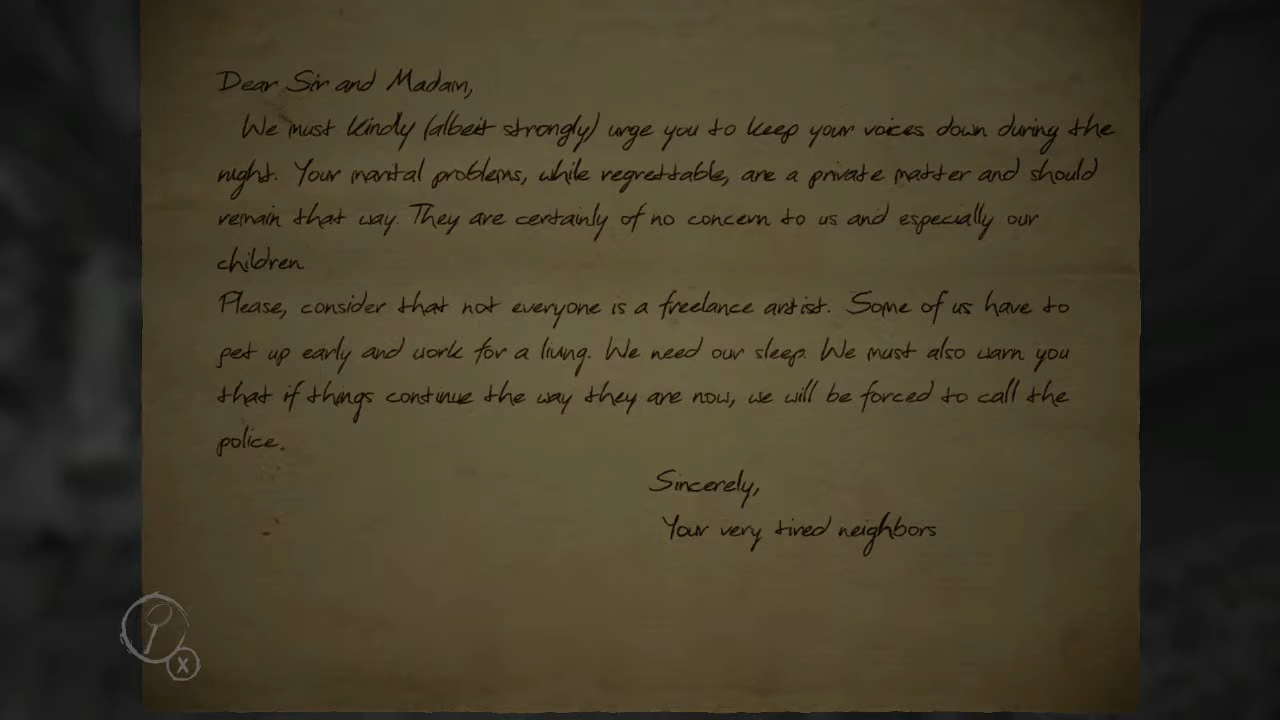 Dear Sir and Madam,
We must kindly (albeit strongly) urge you to keep your voices down during the
night. Your marital problems, while regrettable, are a private matter and should
remain that way. They are certainly of no concern to us and especially our
children.
Please, consider that not everyone is a freelance artist. Some of us have to
get up early and work for a living. We need our sleep. We must also warn you
that if things continue the way they are now, we will be forced to call the
police.
Sincerely,
Your very tired neighbors
X